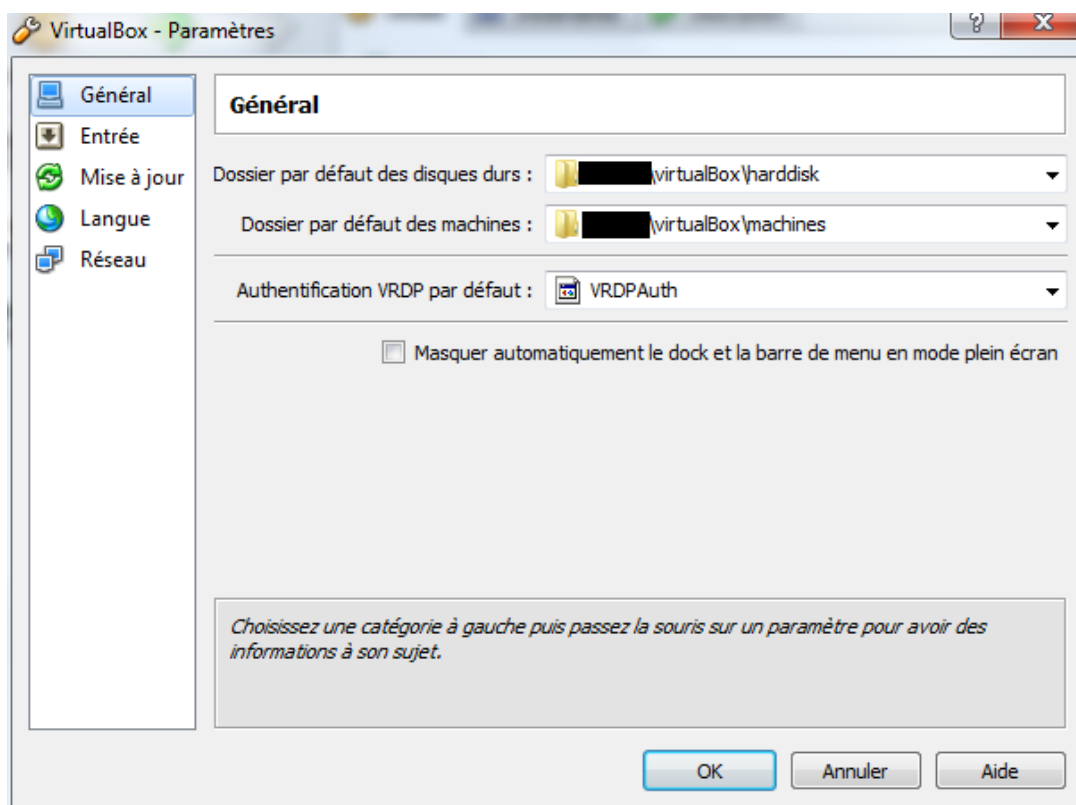 VirtualBox - Paramètres
Général
Entrée
Mise à jour
Langue
Réseau
Général
Dossier par défaut des disques durs : \virtualBox\harddisk
Dossier par défaut des machines : \virtualBox\machines
Authentification VRDP par défaut : VRDPAuth
Masquer automatiquement le dock et la barre de menu en mode plein écran
Choisissez une catégorie à gauche puis passez la souris sur un paramètre pour avoir des
informations à son sujet.
OK Annuler Aide